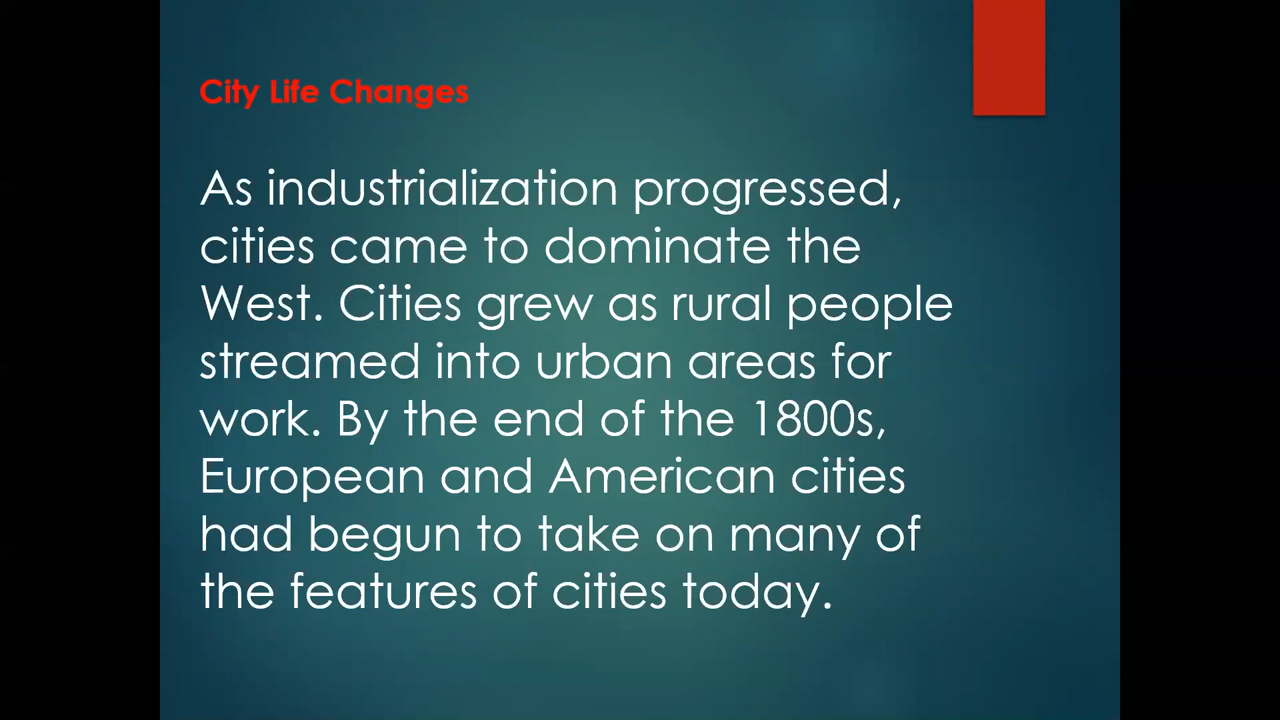 City Life Changes
As industrialization progressed,
cities came to dominate the
West. Cities grew as rural people
streamed into urban areas for
work. By the end of the 1800s,
European and American cities
had begun to take on many of
the features of cities today.